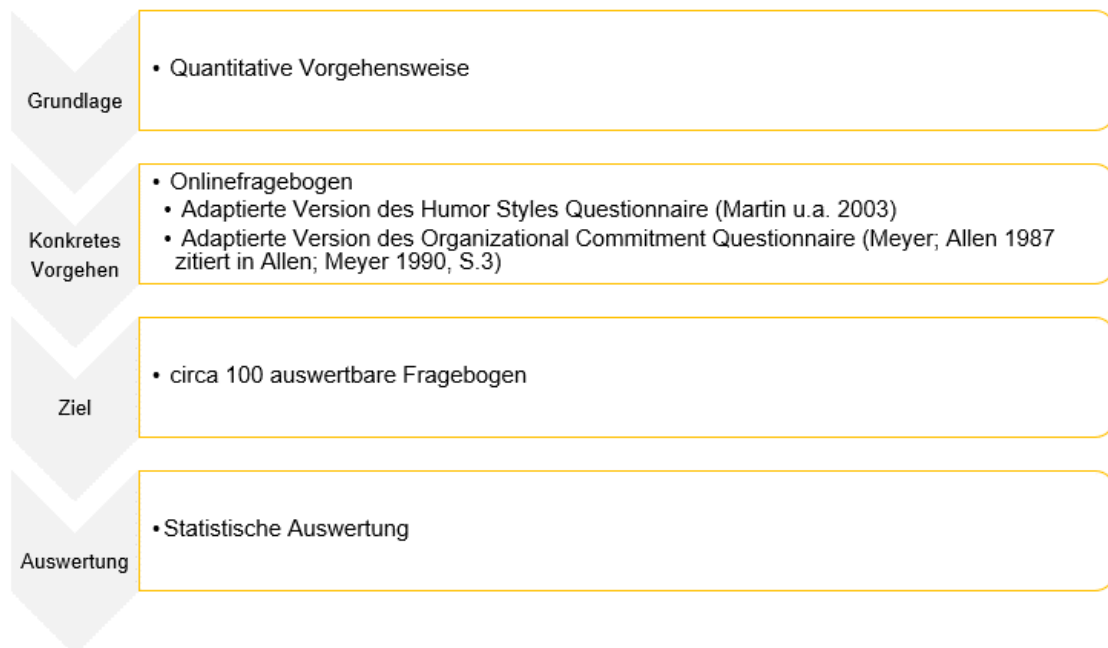 Grundlage
• Quantitative Vorgehensweise
Konkretes
Vorgehen
• Onlinefragebogen
• Adaptierte Version des Humor Styles Questionnaire (Martin u.a. 2003)
• Adaptierte Version des Organizational Commitment Questionnaire (Meyer; Allen 1987
zitiert in Allen; Meyer 1990, S.3)
Ziel
• circa 100 auswertbare Fragebogen
Auswertung
• Statistische Auswertung